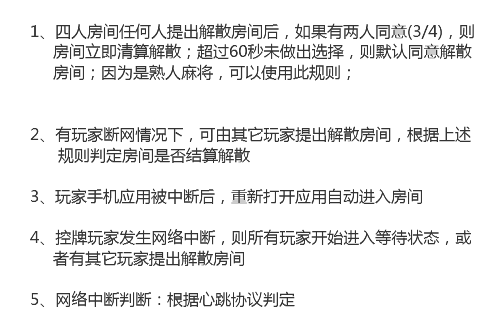 1、四人房间任何人提出解散房间后，如果有两人同意(3/4)，则
房间立即清算解散；超过60秒未做出选择，则默认同意解散
房间；因为是熟人麻将，可以使用此规则；
2、有玩家断网情况下，可由其它玩家提出解散房间，根据上述
规则判定房间是否结算解散
3、玩家手机应用被中断后，重新打开应用自动进入房间
4、控牌玩家发生网络中断，则所有玩家开始进入等待状态，或
者有其它玩家提出解散房间
5、网络中断判断：根据心跳协议判定